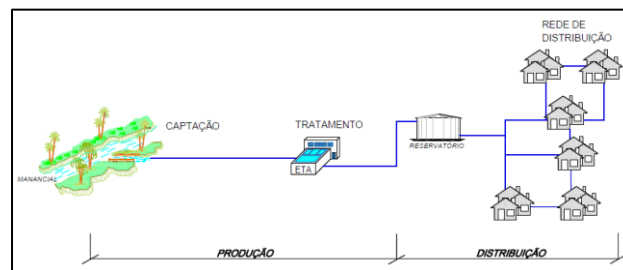 REDE DE
DISTRIBUIÇÃO
CAPTAÇÃO
TRATAMENTO
RESERVATÓRIO
ETA
MANANCIAL
PRODUÇÃO
DISTRIBUIÇÃO